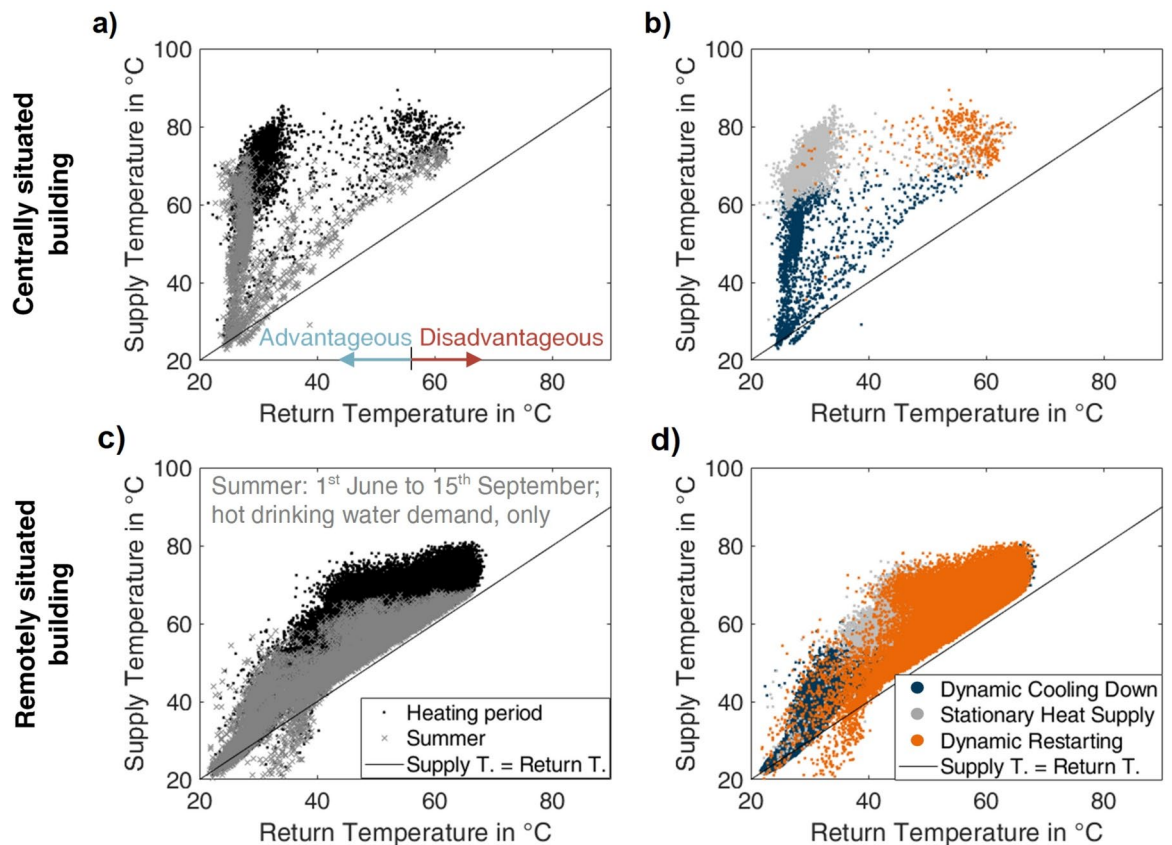 a)
b)
Centrally situated
building
Supply Temperature in °C
100
80
60
40
20
Advantageous
Disadvantageous
20
40
60
80
Return Temperature in °C
Supply Temperature in °C
100
80
60
40
20
20
40
60
80
Return Temperature in °C
c)
d)
Remotely situated
building
Supply Temperature in °C
100
80
60
40
20
Summer: 1st June to 15th September;
hot drinking water demand, only
Heating period
Summer
Supply T. = Return T.
20
40
60
80
Return Temperature in °C
Supply Temperature in °C
100
80
60
40
20
Dynamic Cooling Down
Stationary Heat Supply
Dynamic Restarting
Supply T. = Return T.
20
40
60
80
Return Temperature in °C